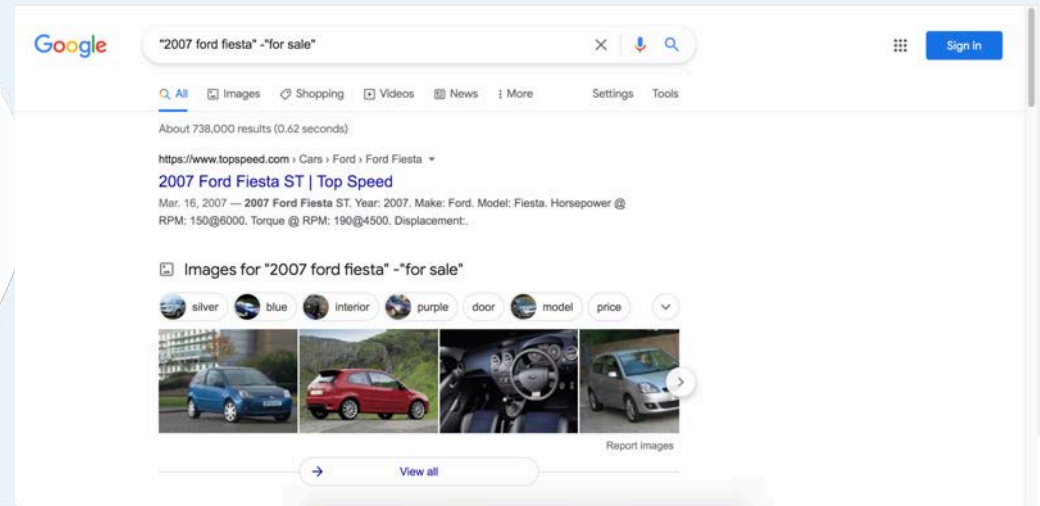 Google
"2007 ford fiesta" -"for sale"
Sign in
All Images Shopping Videos News More Settings Tools
About 738,000 results (0.62 seconds)
https://www.topspeed.com › Cars › Ford › Ford Fiesta
2007 Ford Fiesta ST | Top Speed
Mar. 16, 2007 — 2007 Ford Fiesta ST. Year: 2007. Make: Ford. Model: Fiesta. Horsepower @
RPM: 150@6000. Torque @ RPM: 190@4500. Displacement:.
Images for "2007 ford fiesta" -"for sale"
silver blue interior purple door model price
Report images
View all